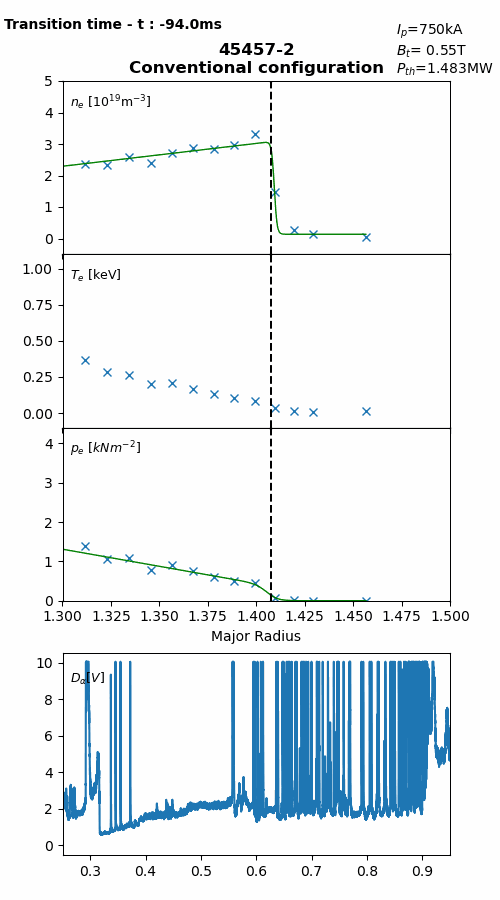 Transition time - t : -94.0ms
I_p=750kA
B_t= 0.55T
P_th=1.483MW
45457-2
Conventional configuration
n_e [10^19 m^-3]
5
4
3
2
1
0
T_e [keV]
1.00
0.75
0.50
0.25
0.00
p_e [kNm^-2]
4
3
2
1
0
1.300 1.325 1.350 1.375 1.400 1.425 1.450 1.475 1.500
Major Radius
D_α[V]
10
8
6
4
2
0
0.3 0.4 0.5 0.6 0.7 0.8 0.9